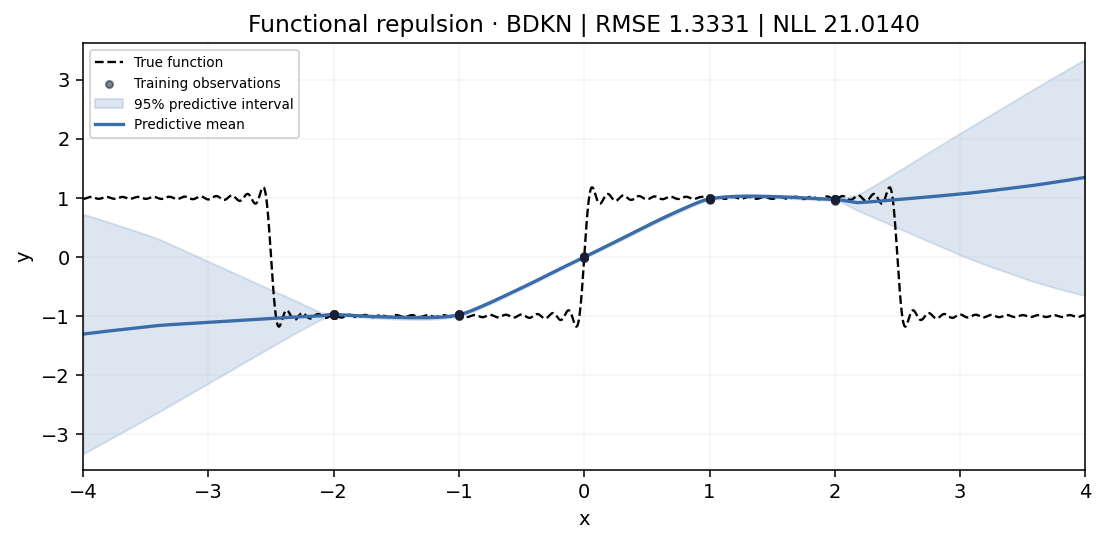 Functional repulsion · BDKN | RMSE 1.3331 | NLL 21.0140
True function
Training observations
95% predictive interval
Predictive mean
3
2
1
0
−1
−2
−3
y
−4 −3 −2 −1 0 1 2 3 4
x